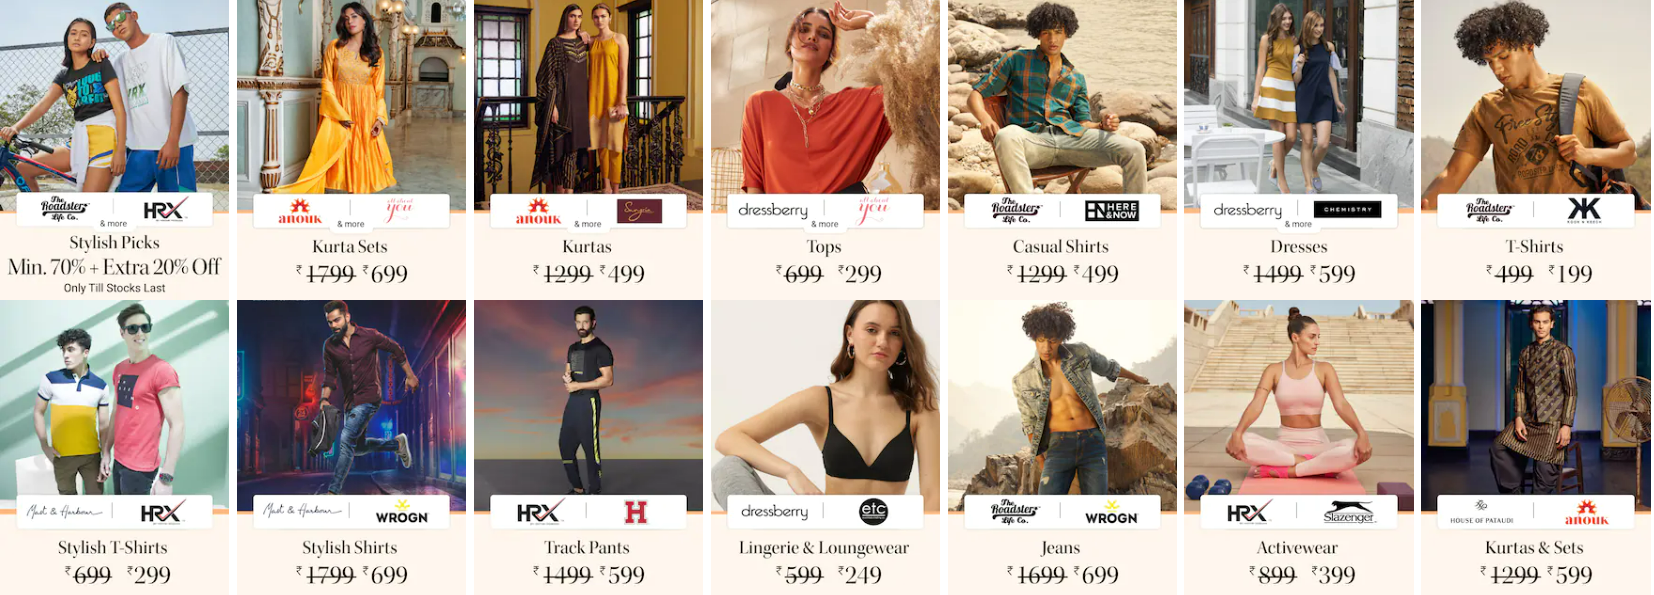 The
Roadster
Life Co.
HRX
& more
Stylish Picks
Min. 70% + Extra 20% Off
Only Till Stocks Last
anouk
all about
you
& more
Kurta Sets
₹1799 ₹699
anouk
Sangria
& more
Kurtas
₹1299 ₹499
dressberry
all about
you
& more
Tops
₹699 ₹299
The
Roadster
Life Co.
HERE
&NOW
Casual Shirts
₹1299 ₹499
dressberry
CHEMISTRY
& more
Dresses
₹1499 ₹599
The
Roadster
Life Co.
KOOK N KEECH
T-Shirts
₹499 ₹199
Mast & Harbour
HRX
Stylish T-Shirts
₹699 ₹299
Mast & Harbour
WROGN
Stylish Shirts
₹1799 ₹699
HRX
H
Track Pants
₹1499 ₹599
dressberry
etc
Lingerie & Loungewear
₹599 ₹249
The
Roadster
Life Co.
WROGN
Jeans
₹1699 ₹699
HRX
Slazenger
Activewear
₹899 ₹399
HOUSE OF PATAUDI
anouk
Kurtas & Sets
₹1299 ₹599